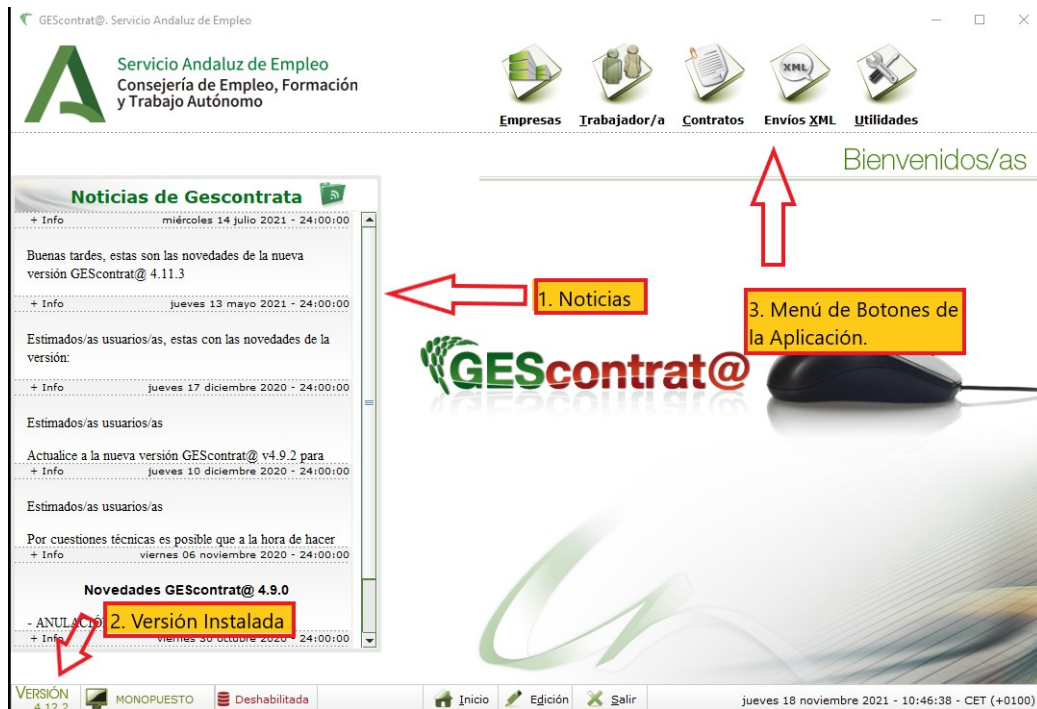 GEScontrat@. Servicio Andaluz de Empleo
Servicio Andaluz de Empleo
Consejería de Empleo, Formación
y Trabajo Autónomo
XML
Empresas Trabajador/a Contratos Envíos XML Utilidades
Bienvenidos/as
Noticias de Gescontrata
+ Info miércoles 14 julio 2021 - 24:00:00
Buenas tardes, estas son las novedades de la nueva
versión GEScontrat@ 4.11.3
+ Info jueves 13 mayo 2021 - 24:00:00
Estimados/as usuarios/as, estas con las novedades de la
versión:
+ Info jueves 17 diciembre 2020 - 24:00:00
Estimados/as usuarios/as
Actualice a la nueva versión GEScontrat@ v4.9.2 para
+ Info jueves 10 diciembre 2020 - 24:00:00
Estimados/as usuarios/as
Por cuestiones técnicas es posible que a la hora de hacer
+ Info viernes 06 noviembre 2020 - 24:00:00
Novedades GEScontrat@ 4.9.0
- ANULACIÓN
+ Info viernes 30 octubre 2020 - 24:00:00
1. Noticias
2. Versión Instalada
3. Menú de Botones de
la Aplicación.
GEScontrat@
VERSIÓN
4.12.2
MONOPUESTO Deshabilitada Inicio Edición Salir jueves 18 noviembre 2021 - 10:46:38 - CET (+0100)